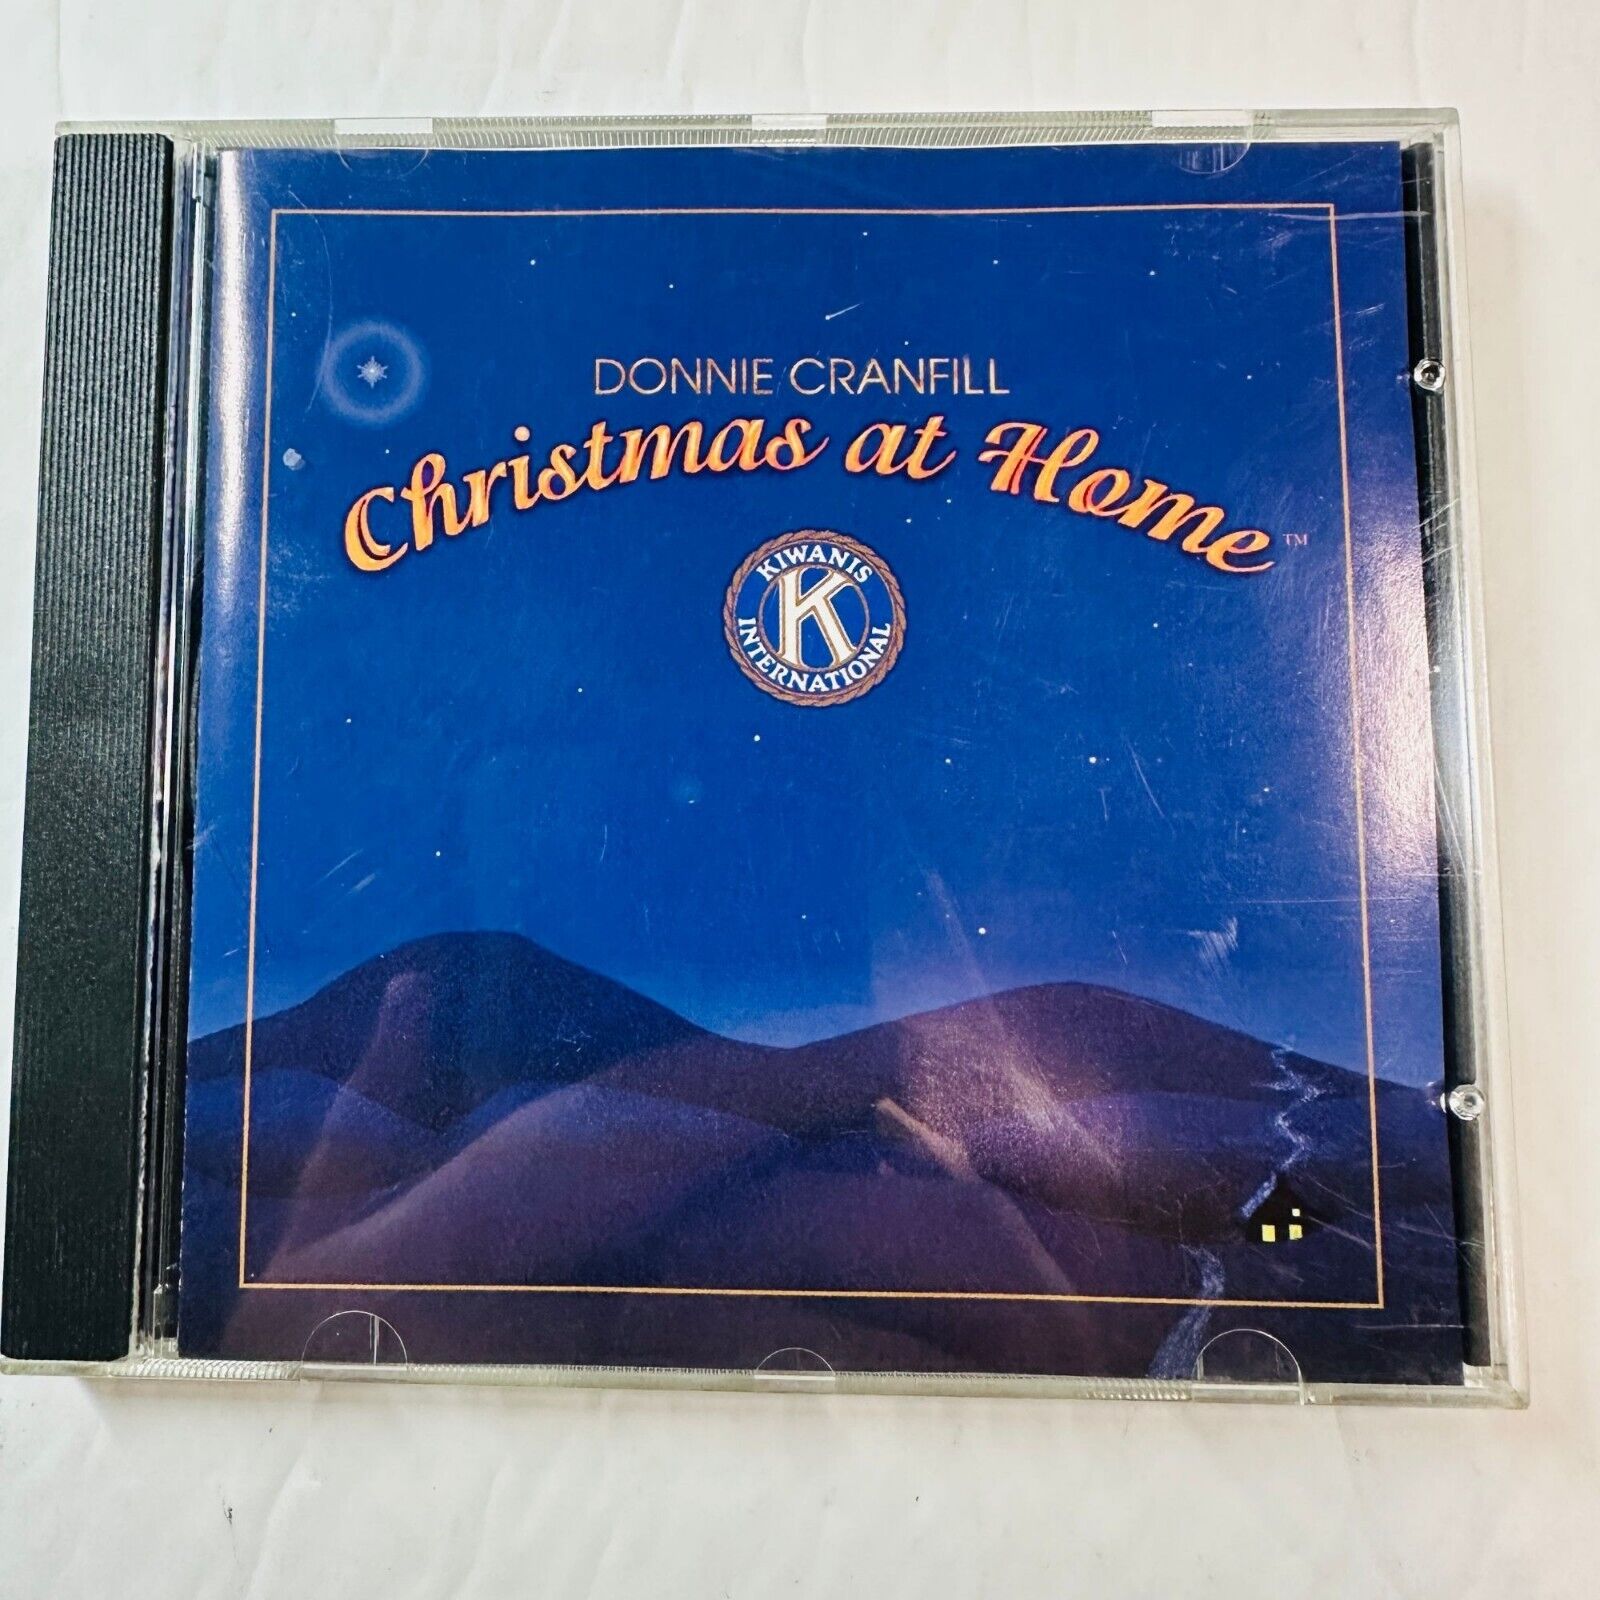 DONNIE CRANFILL
Christmas at Home™
KIWANIS
K
INTERNATIONAL